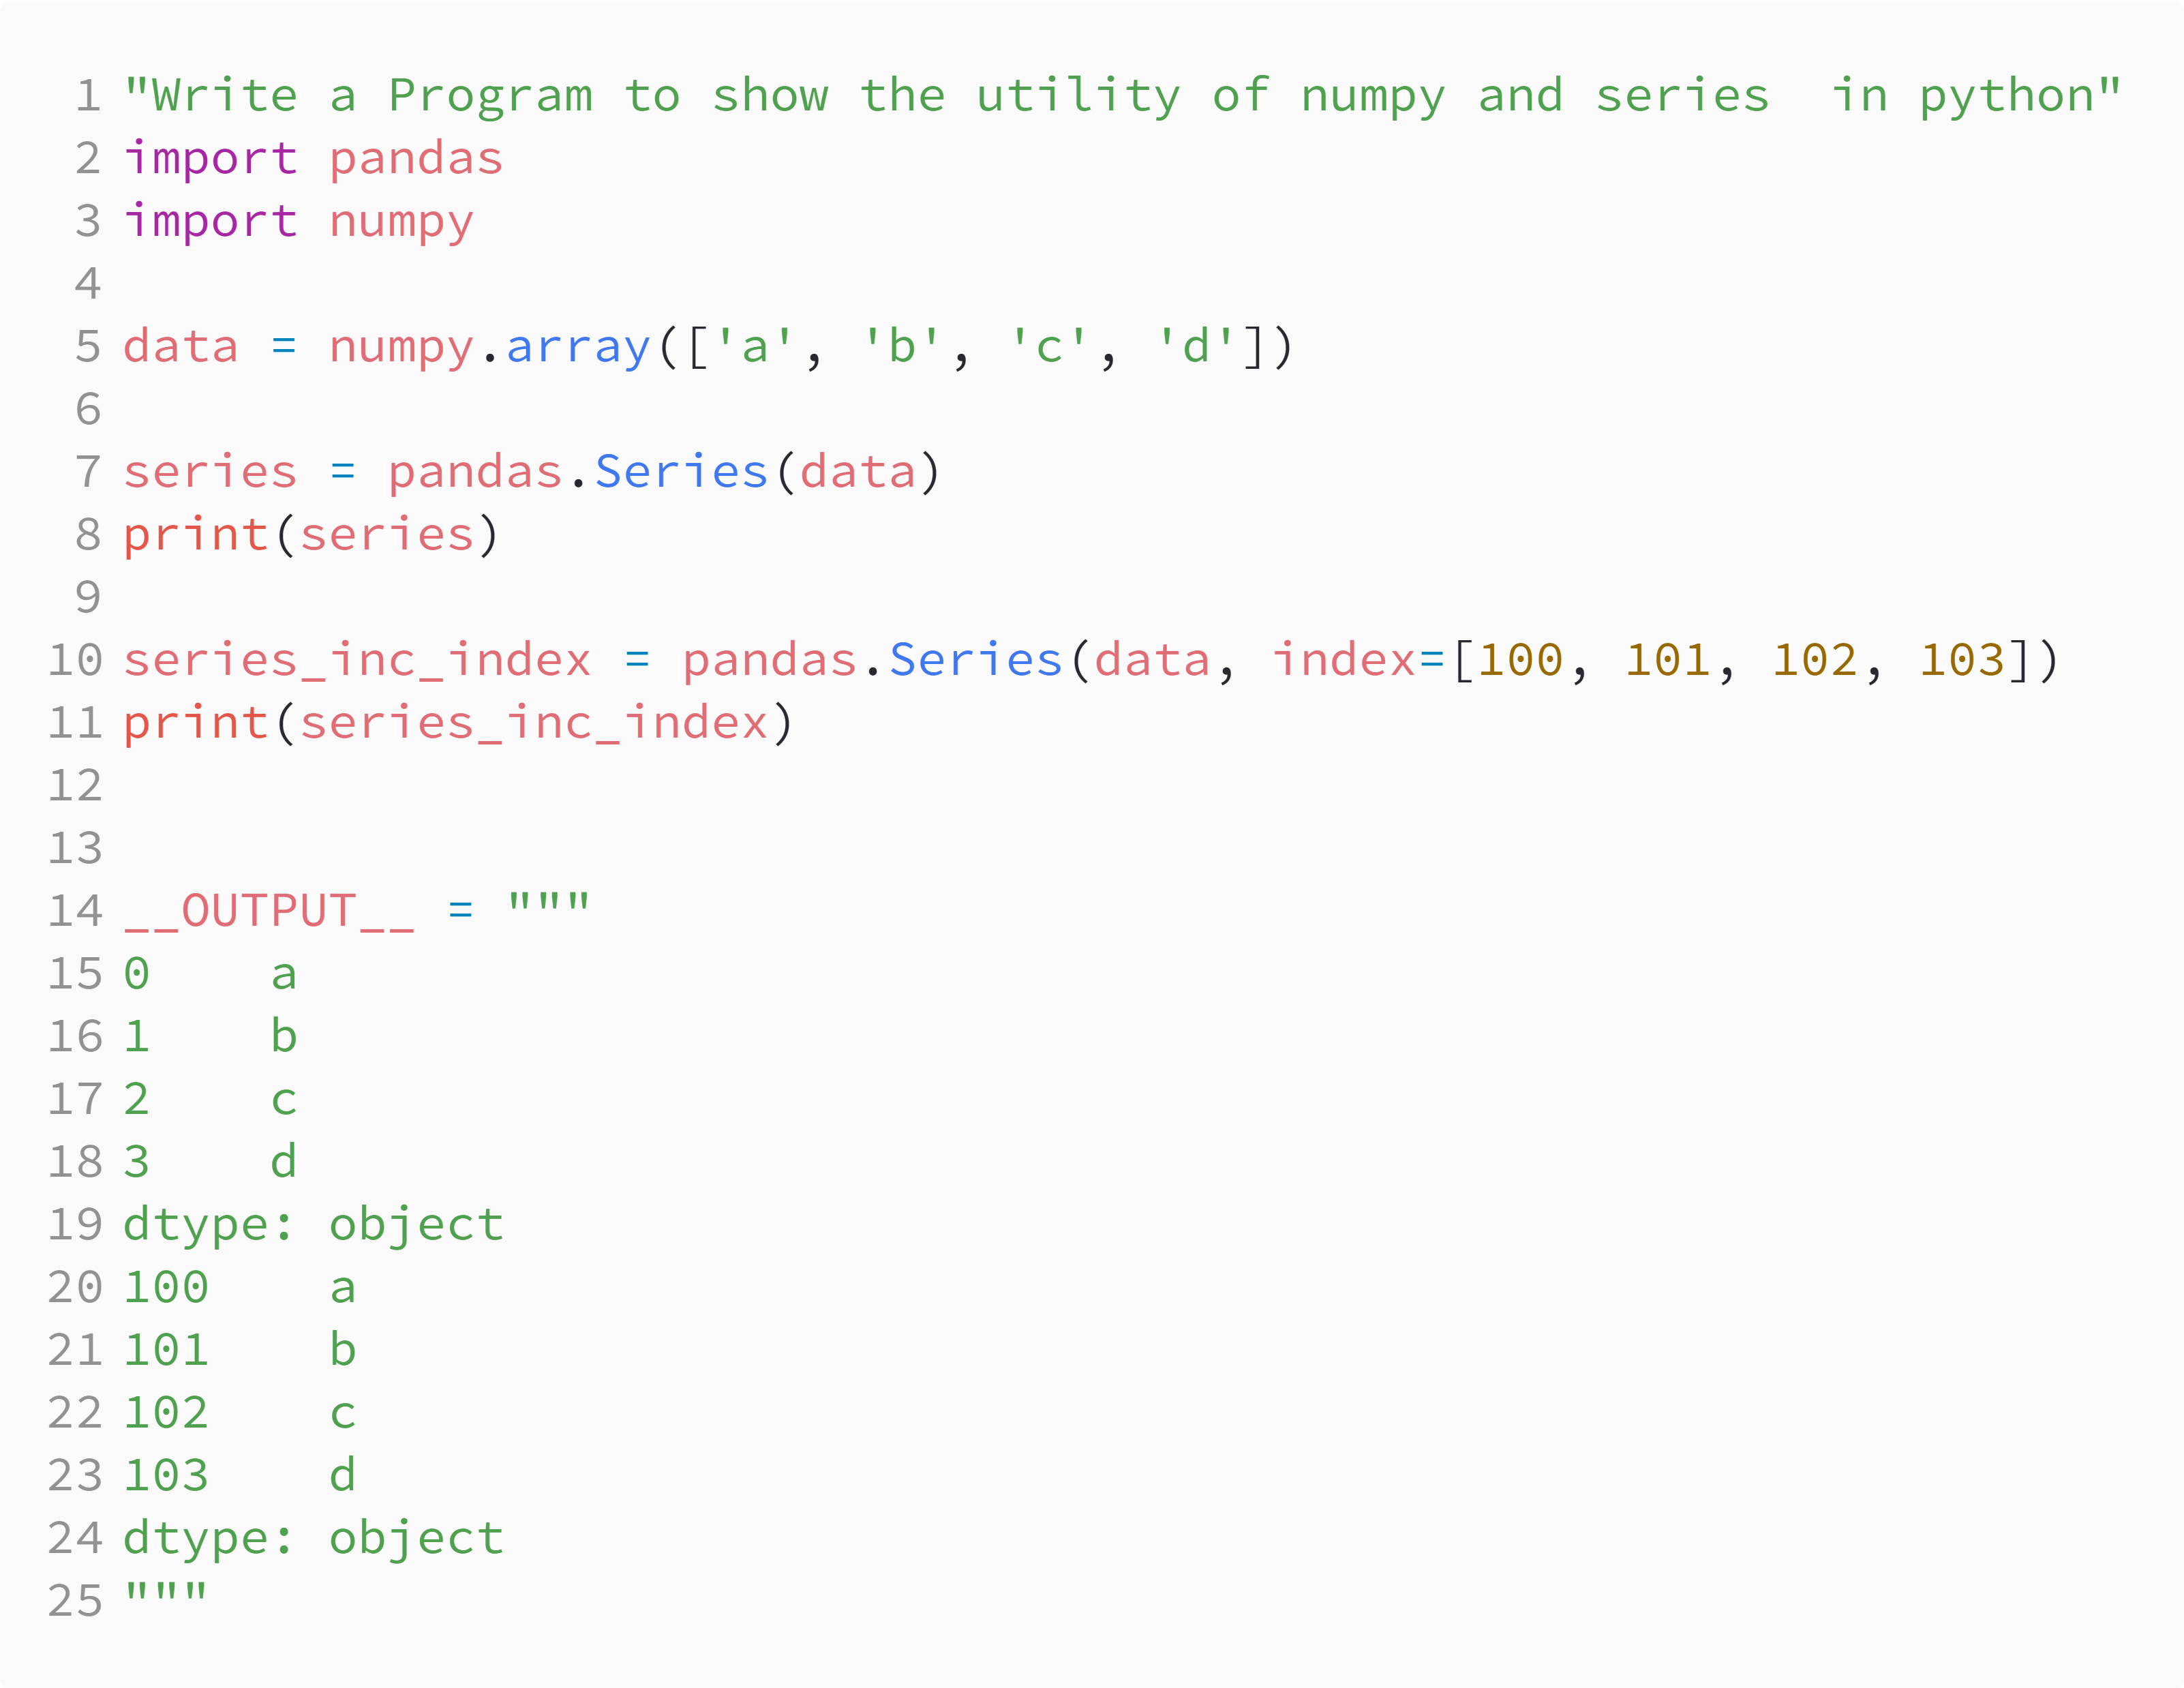 1 "Write a Program to show the utility of numpy and series  in python"
2 import pandas
3 import numpy
4
5 data = numpy.array(['a', 'b', 'c', 'd'])
6
7 series = pandas.Series(data)
8 print(series)
9
10 series_inc_index = pandas.Series(data, index=[100, 101, 102, 103])
11 print(series_inc_index)
12
13
14 __OUTPUT__ = """
15 0    a
16 1    b
17 2    c
18 3    d
19 dtype: object
20 100    a
21 101    b
22 102    c
23 103    d
24 dtype: object
25 """